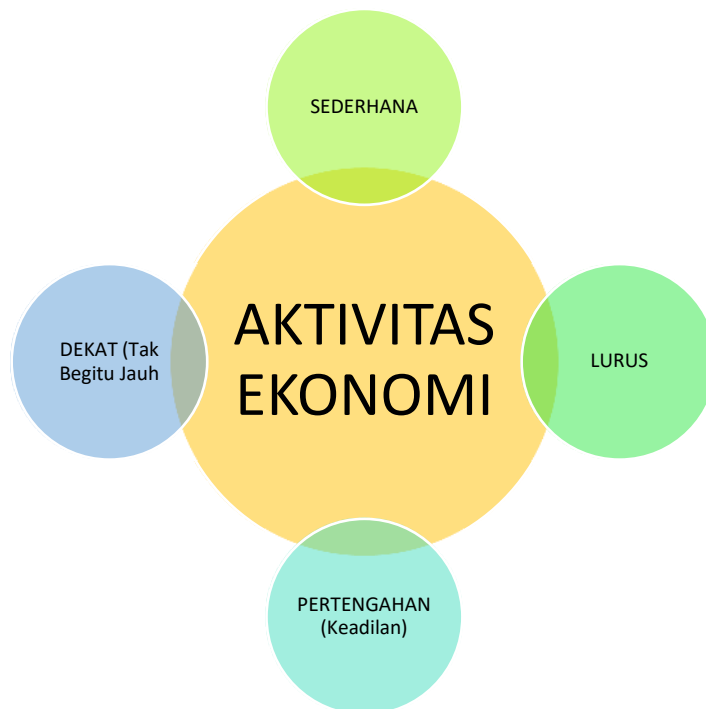 SEDERHANA
AKTIVITAS
EKONOMI
DEKAT (Tak
Begitu Jauh
LURUS
PERTENGAHAN
(Keadilan)